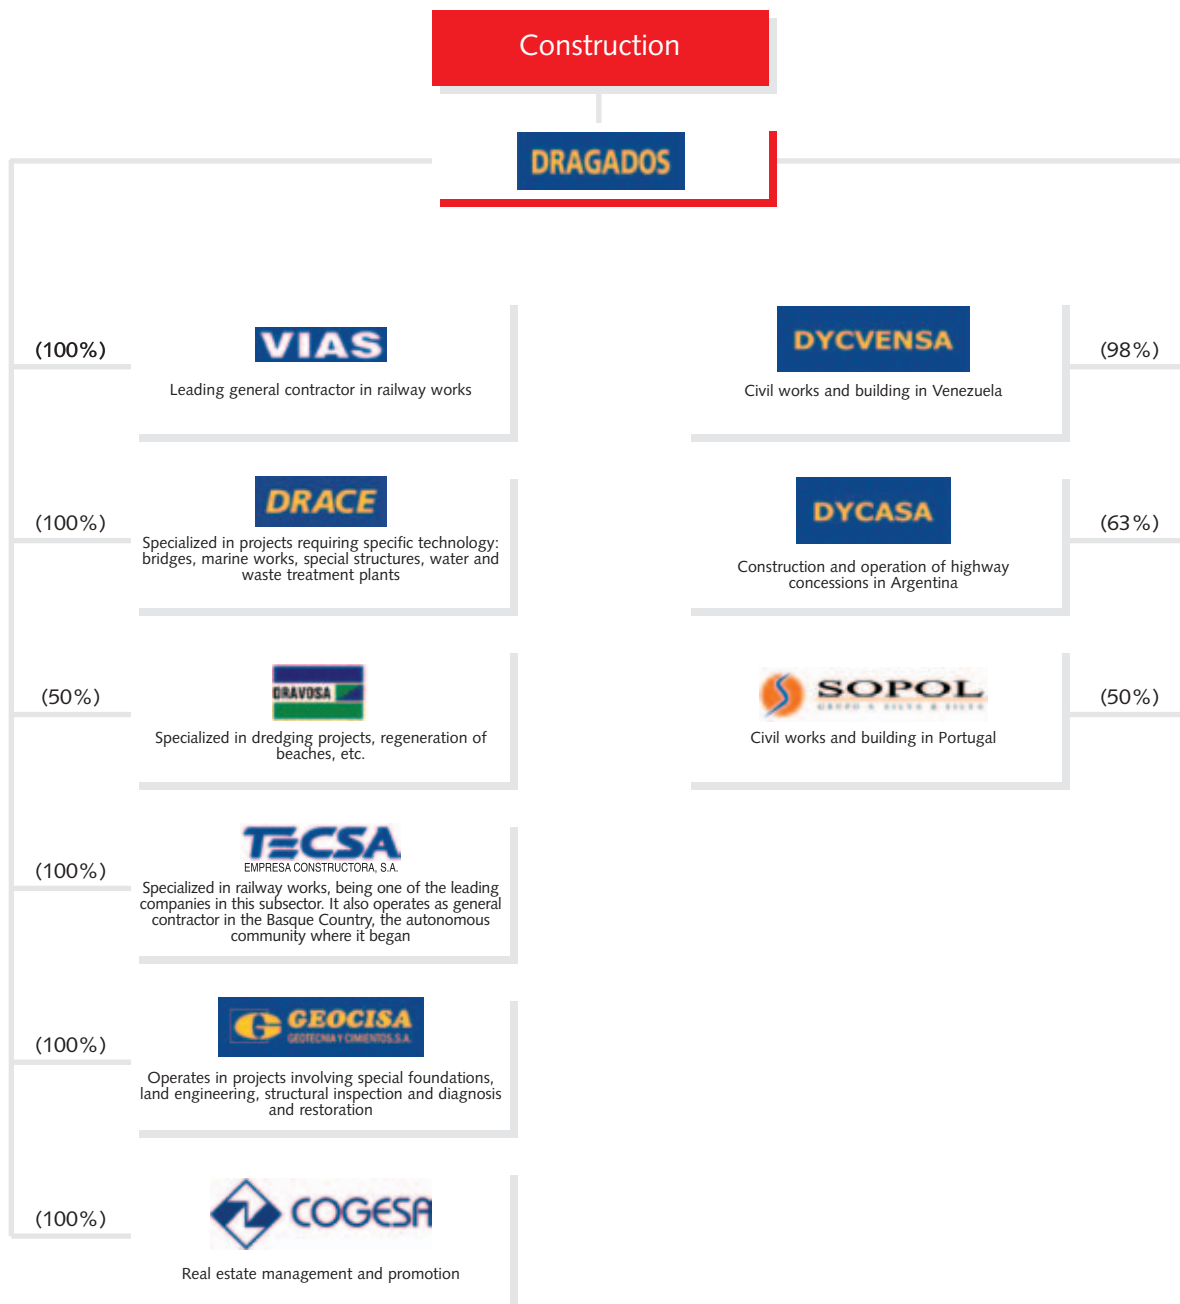 Construction
DRAGADOS
(100%)
VIAS
Leading general contractor in railway works
(100%)
DRACE
Specialized in projects requiring specific technology:
bridges, marine works, special structures, water and
waste treatment plants
(50%)
DRAVOSA
Specialized in dredging projects, regeneration of
beaches, etc.
(100%)
TECSA
EMPRESA CONSTRUCTORA, S.A.
Specialized in railway works, being one of the leading
companies in this subsector. It also operates as general
contractor in the Basque Country, the autonomous
community where it began
(100%)
GEOCISA
GEOTECNIA Y CIMIENTOS, S.A.
Operates in projects involving special foundations,
land engineering, structural inspection and diagnosis
and restoration
(100%)
COGESA
Real estate management and promotion
DYCVENSA
(98%)
Civil works and building in Venezuela
DYCASA
(63%)
Construction and operation of highway
concessions in Argentina
SOPOL
GRUPO A. SILVA & SILVA
(50%)
Civil works and building in Portugal